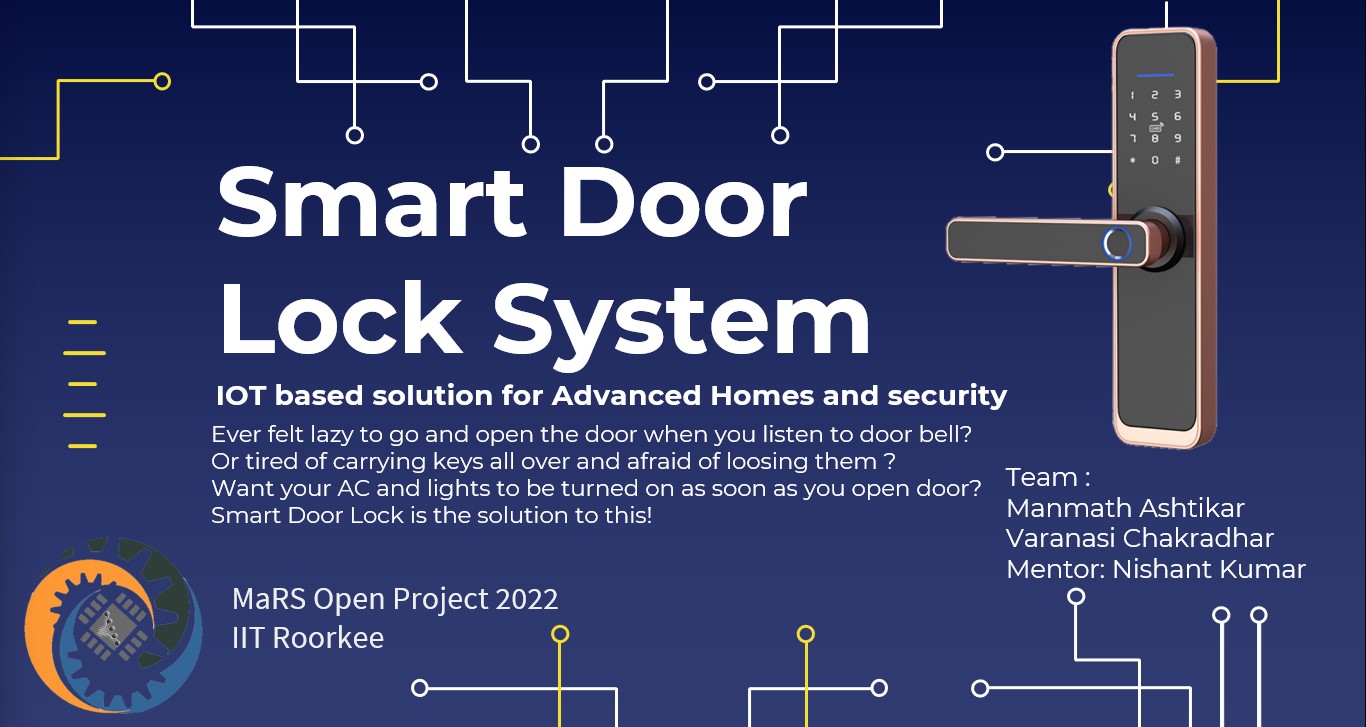 Smart Door
Lock System
IOT based solution for Advanced Homes and security
Ever felt lazy to go and open the door when you listen to door bell?
Or tired of carrying keys all over and afraid of loosing them ?
Want your AC and lights to be turned on as soon as you open door?
Smart Door Lock is the solution to this!
1 2 3
4 5 6
7 8 9
* 0 #
Team :
Manmath Ashtikar
Varanasi Chakradhar
Mentor: Nishant Kumar
MaRS Open Project 2022
IIT Roorkee